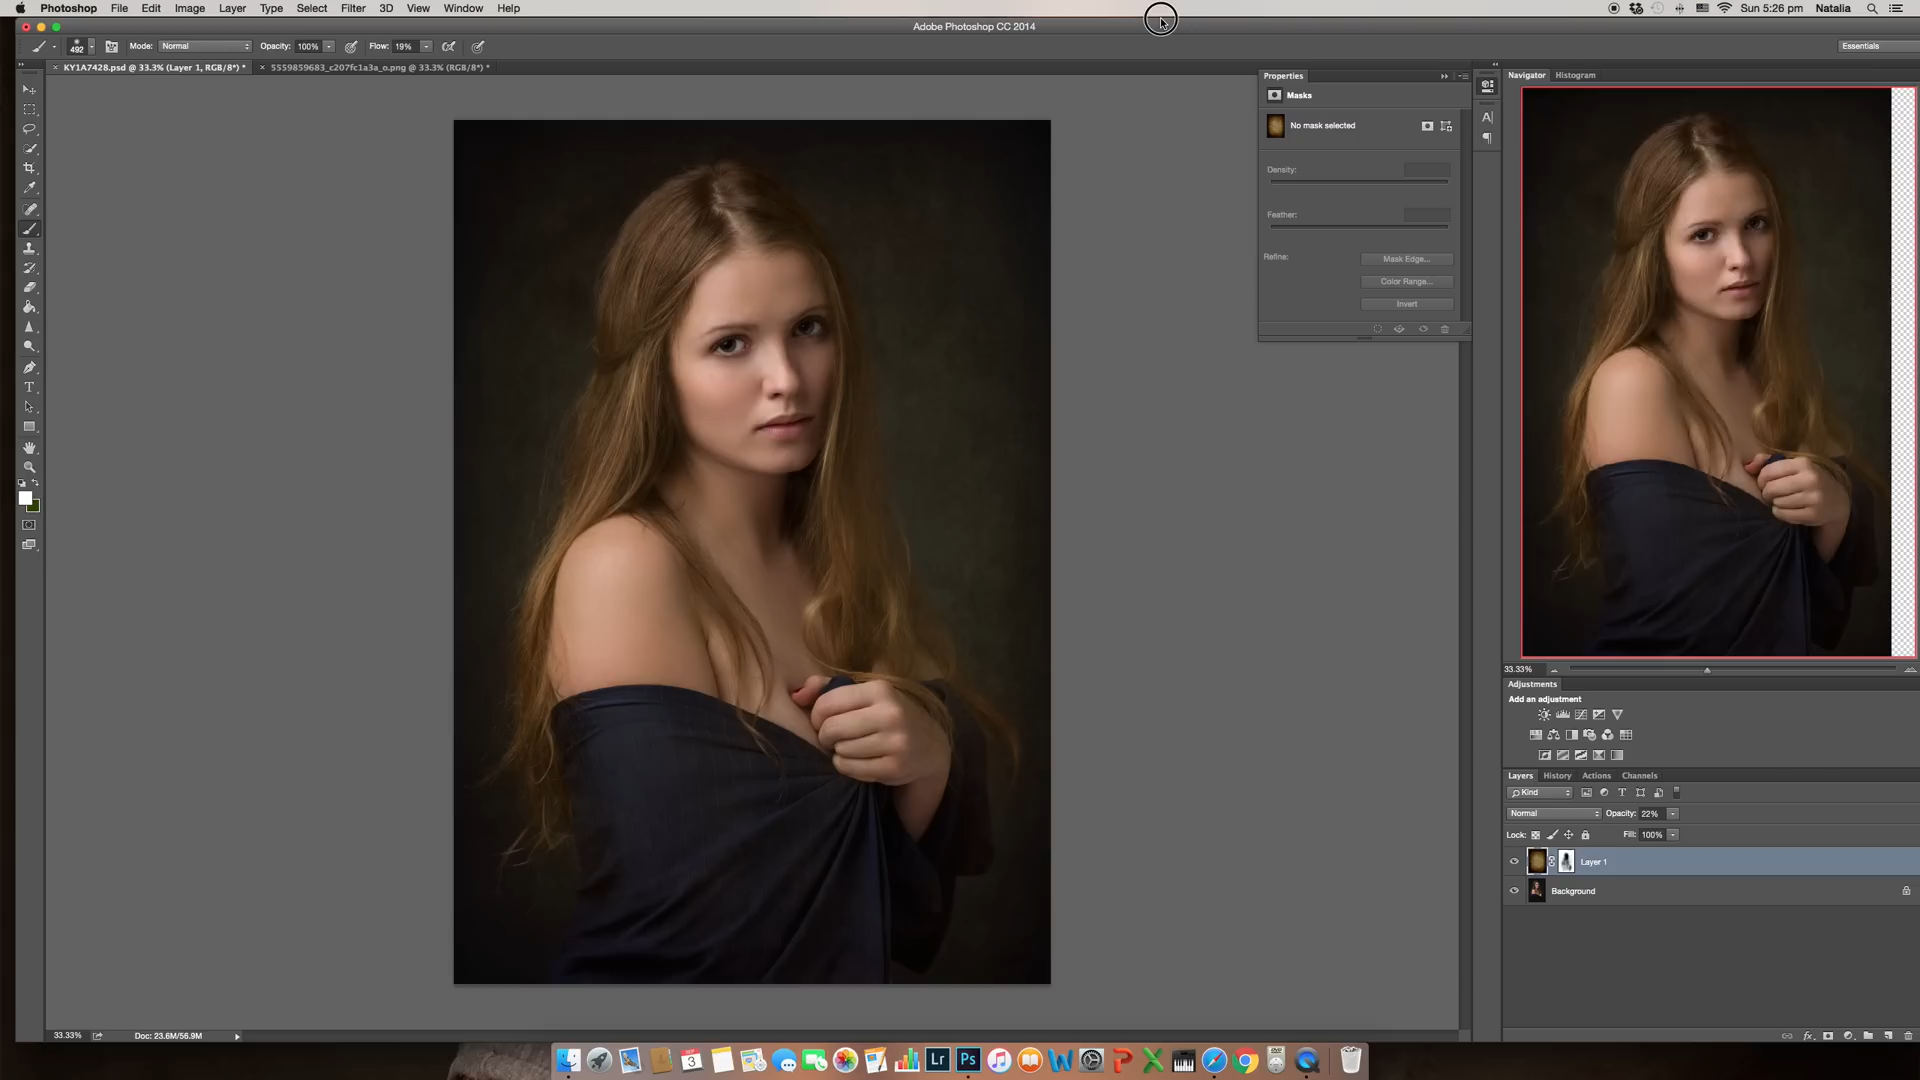 Photoshop File Edit Image Layer Type Select Filter 3D View Window Help Sun 5:26 pm Natalia
Adobe Photoshop CC 2014
492 Mode: Normal Opacity: 100% Flow: 19% Essentials
KY1A7428.psd @ 33.3% (Layer 1, RGB/8*) * 5559859683_c207fc1a3a_o.png @ 33.3% (RGB/8*) *
Properties
Masks
No mask selected
Density:
Feather:
Refine:
Mask Edge...
Color Range...
Invert
Navigator Histogram
33.33%
Adjustments
Add an adjustment
Layers History Actions Channels
Kind
Normal Opacity: 22%
Lock: Fill: 100%
Layer 1
Background
33.33% Doc: 23.6M/56.9M
3 Lr Ps